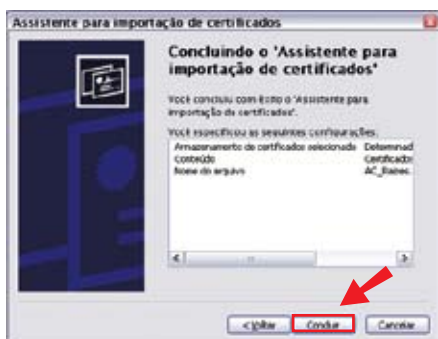 Assistente para importação de certificados
Concluindo o 'Assistente para
importação de certificados'
Você concluiu com êxito o 'Assistente para
importação de certificados'.
Você especificou as seguintes configurações:
Armazenamento de certificados selecionado Determinad
Conteúdo Certificado
Nome do arquivo
< Voltar Concluir Cancelar